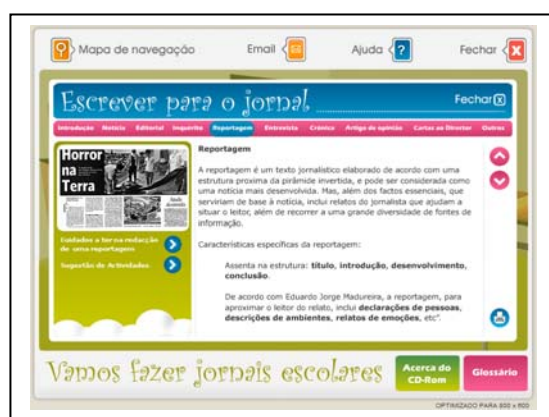 Mapa de navegação Email Ajuda ? Fechar X
Escrever para o jornal Fechar X
Introdução Notícia Editorial Inquérito Reportagem Entrevista Crónica Artigo de opinião Cartas ao Director Outros
Horror
na
Terra
Cuidados a ter na redacção
de uma reportagem
Sugestão de Actividades
Reportagem
A reportagem é um texto jornalístico elaborado de acordo com uma
estrutura proxima da pirâmide invertida, e pode ser considerada como
uma notícia mais desenvolvida. Mas, além dos factos essenciais, que
serviriam de base à notícia, inclui relatos do jornalista que ajudam a
situar o leitor, além de recorrer a uma grande diversidade de fontes de
informação.
Características específicas da reportagem:
Assenta na estrutura: título, introdução, desenvolvimento,
conclusão.
De acordo com Eduardo Jorge Madureira, a reportagem, para
aproximar o leitor do relato, inclui declarações de pessoas,
descrições de ambientes, relatos de emoções, etc".
Vamos fazer jornais escolares
Acerca do
CD-Rom
Glossário
OPTIMIZADO PARA 800 x 600